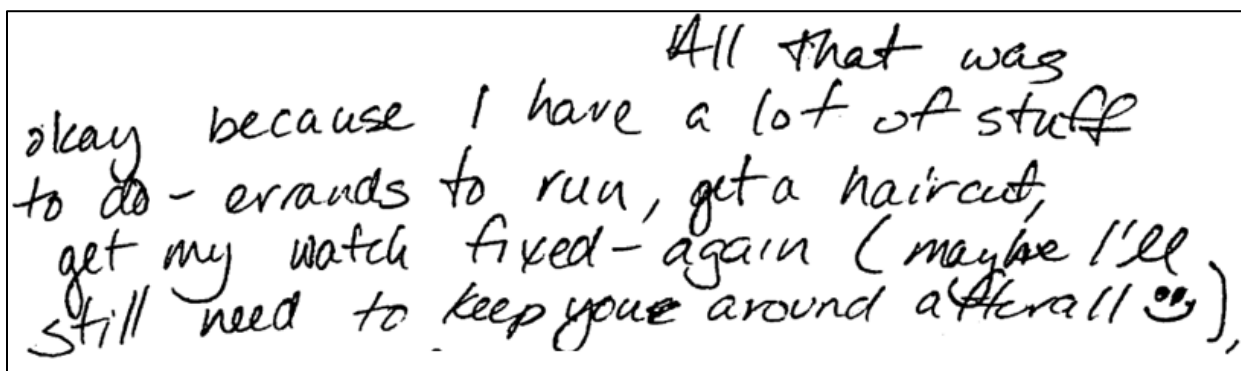 All that was
okay because I have a lot of stuff
to do - errands to run, get a haircut,
get my watch fixed - again (maybe I'll
still need to keep your around afterall ☺),